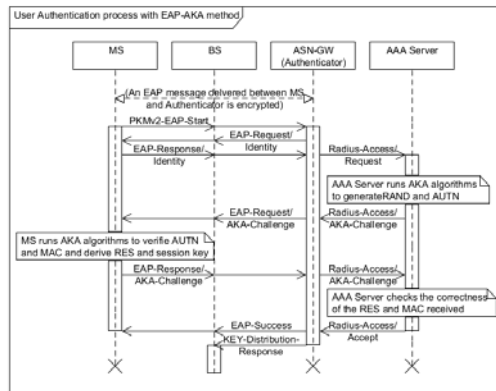 User Authentication process with EAP-AKA method
MS
BS
ASN-GW
(Authenticator)
AAA Server
(An EAP message delivered between MS
and Authenticator is encrypted)
PKMv2-EAP-Start
EAP-Request/
Identity
EAP-Response/
Identity
Radius-Access/
Request
AAA Server runs AKA algorithms
to generateRAND and AUTN
EAP-Request/
AKA-Challenge
Radius-Access/
AKA-Challenge
MS runs AKA algorithms to verifie AUTN
and MAC and derive RES and session key
EAP-Response/
AKA-Challenge
Radius-Access/
AKA-Challenge
AAA Server checks the correctness
of the RES and MAC received
EAP-Success
Radius-Access/
Accept
KEY-Distribution-
Response